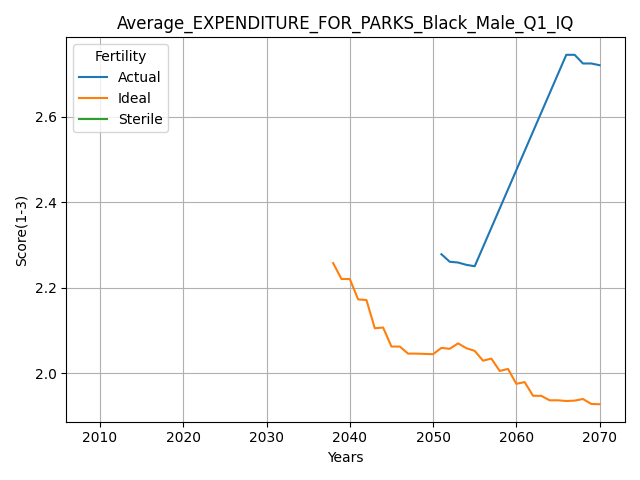 Average_EXPENDITURE_FOR_PARKS_Black_Male_Q1_IQ
Fertility
Actual
Ideal
Sterile
Score(1-3)
2.6
2.4
2.2
2.0
2010 2020 2030 2040 2050 2060 2070
Years